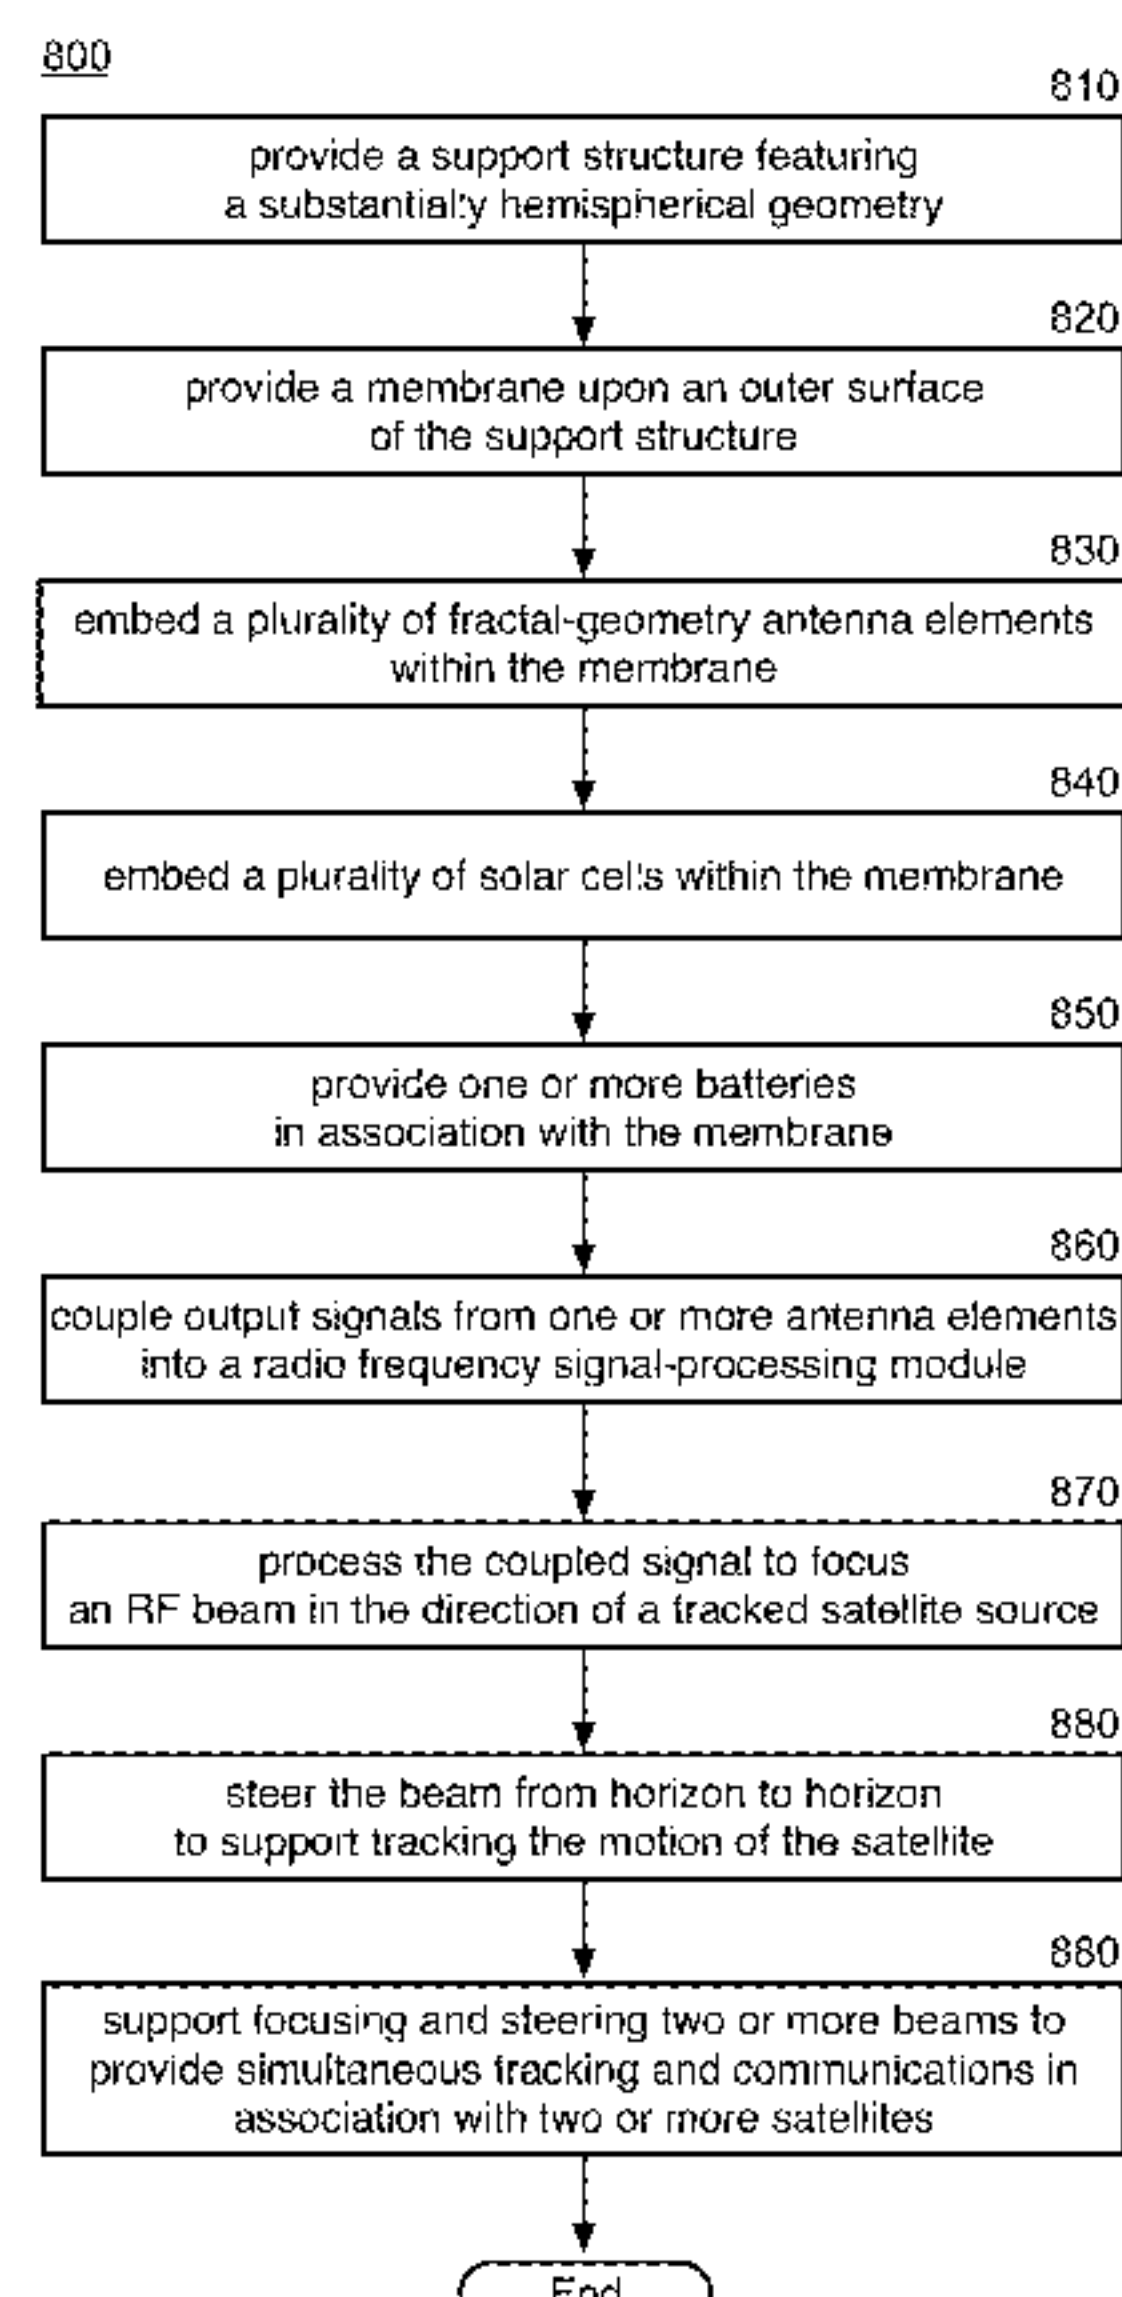 800
810
provide a support structure featuring
a substantially hemispherical geometry
820
provide a membrane upon an outer surface
of the support structure
830
embed a plurality of fractal-geometry antenna elements
within the membrane
840
embed a plurality of solar cells within the membrane
850
provide one or more batteries
in association with the membrane
860
couple output signals from one or more antenna elements
into a radio frequency signal-processing module
870
process the coupled signal to focus
an RF beam in the direction of a tracked satellite source
880
steer the beam from horizon to horizon
to support tracking the motion of the satellite
880
support focusing and steering two or more beams to
provide simultaneous tracking and communications in
association with two or more satellites
End